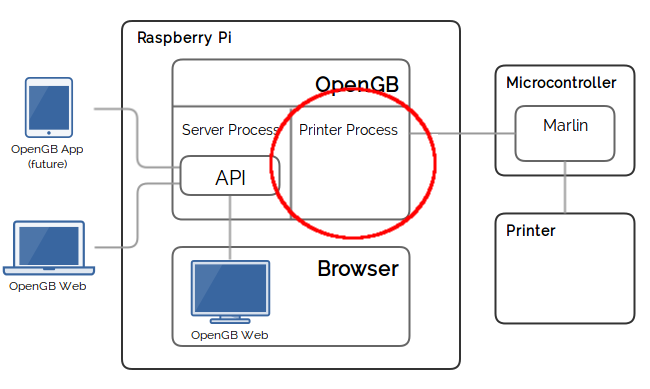 Raspberry Pi
OpenGB
Server Process
Printer Process
API
Browser
OpenGB Web
OpenGB App
(future)
OpenGB Web
Microcontroller
Marlin
Printer